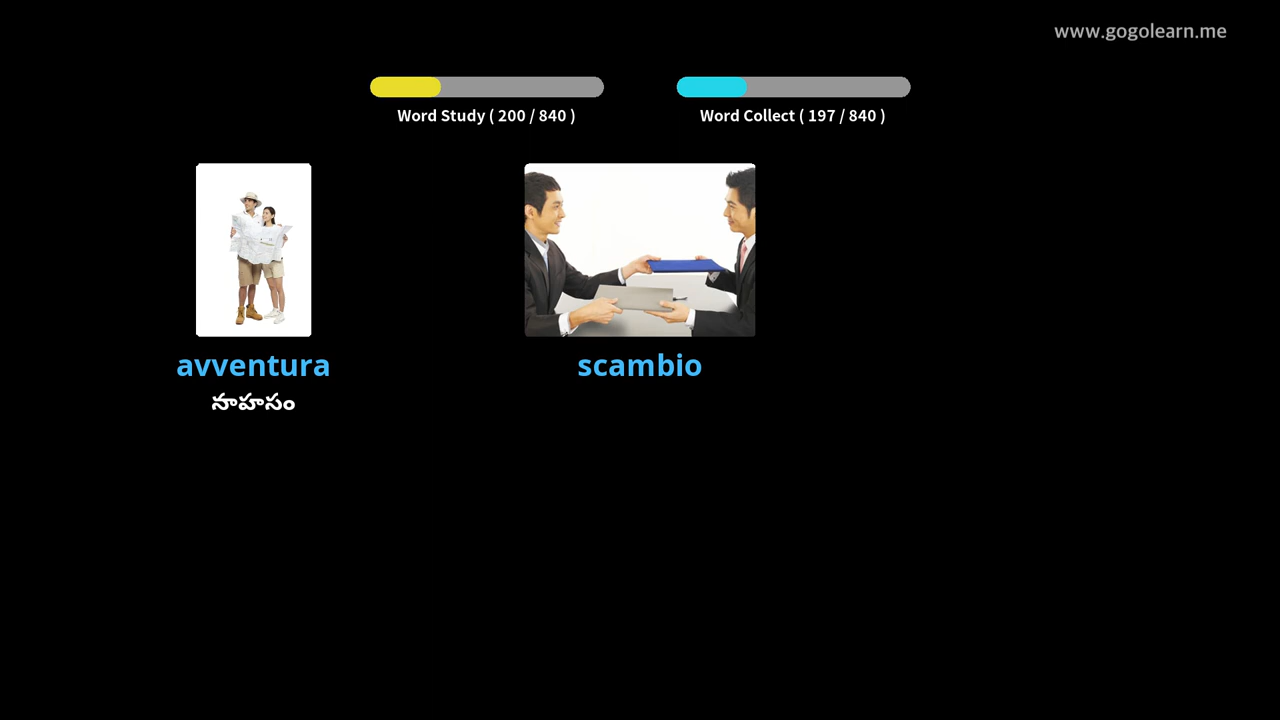 www.gogolearn.me
Word Study ( 200 / 840 )
Word Collect ( 197 / 840 )
avventura
సాహసం
scambio